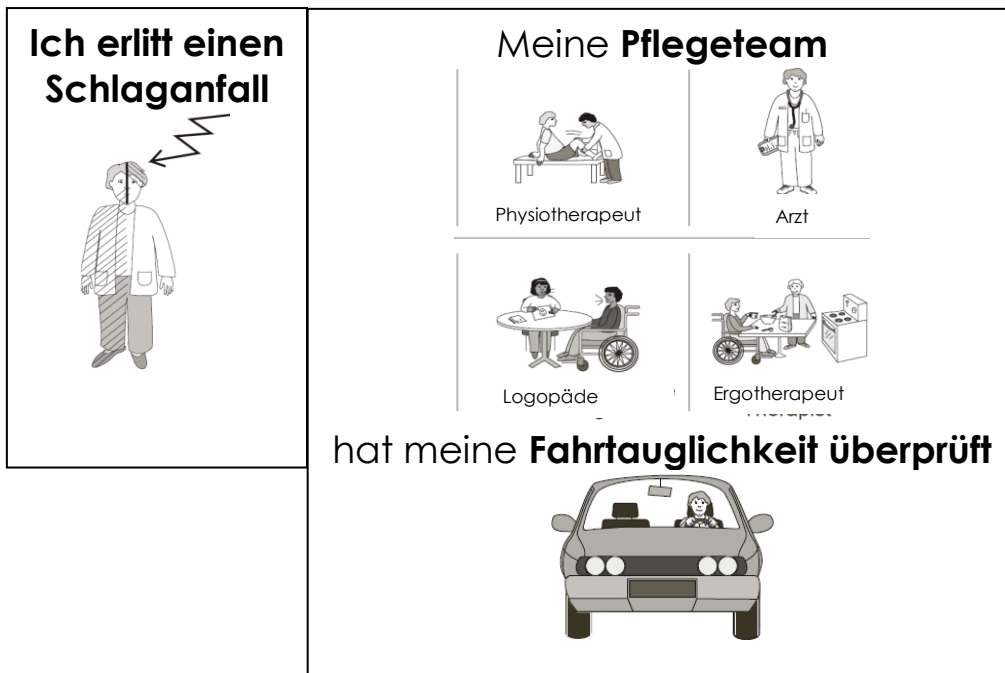 Ich erlitt einen
Schlaganfall
Meine Pflegeteam
Physiotherapeut
Arzt
Logopäde
Ergotherapeut
hat meine Fahrtauglichkeit überprüft